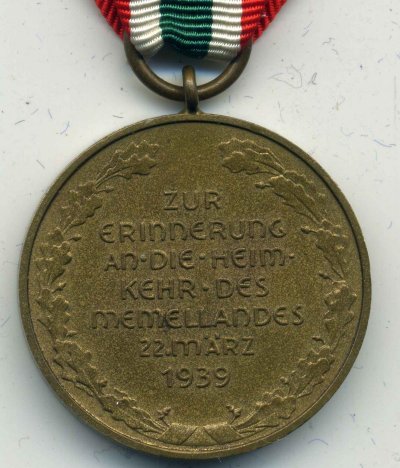 ZUR
ERINNERUNG
AN·DIE·HEIM·
KEHR·DES
MEMELLANDES
22.MÄRZ
1939